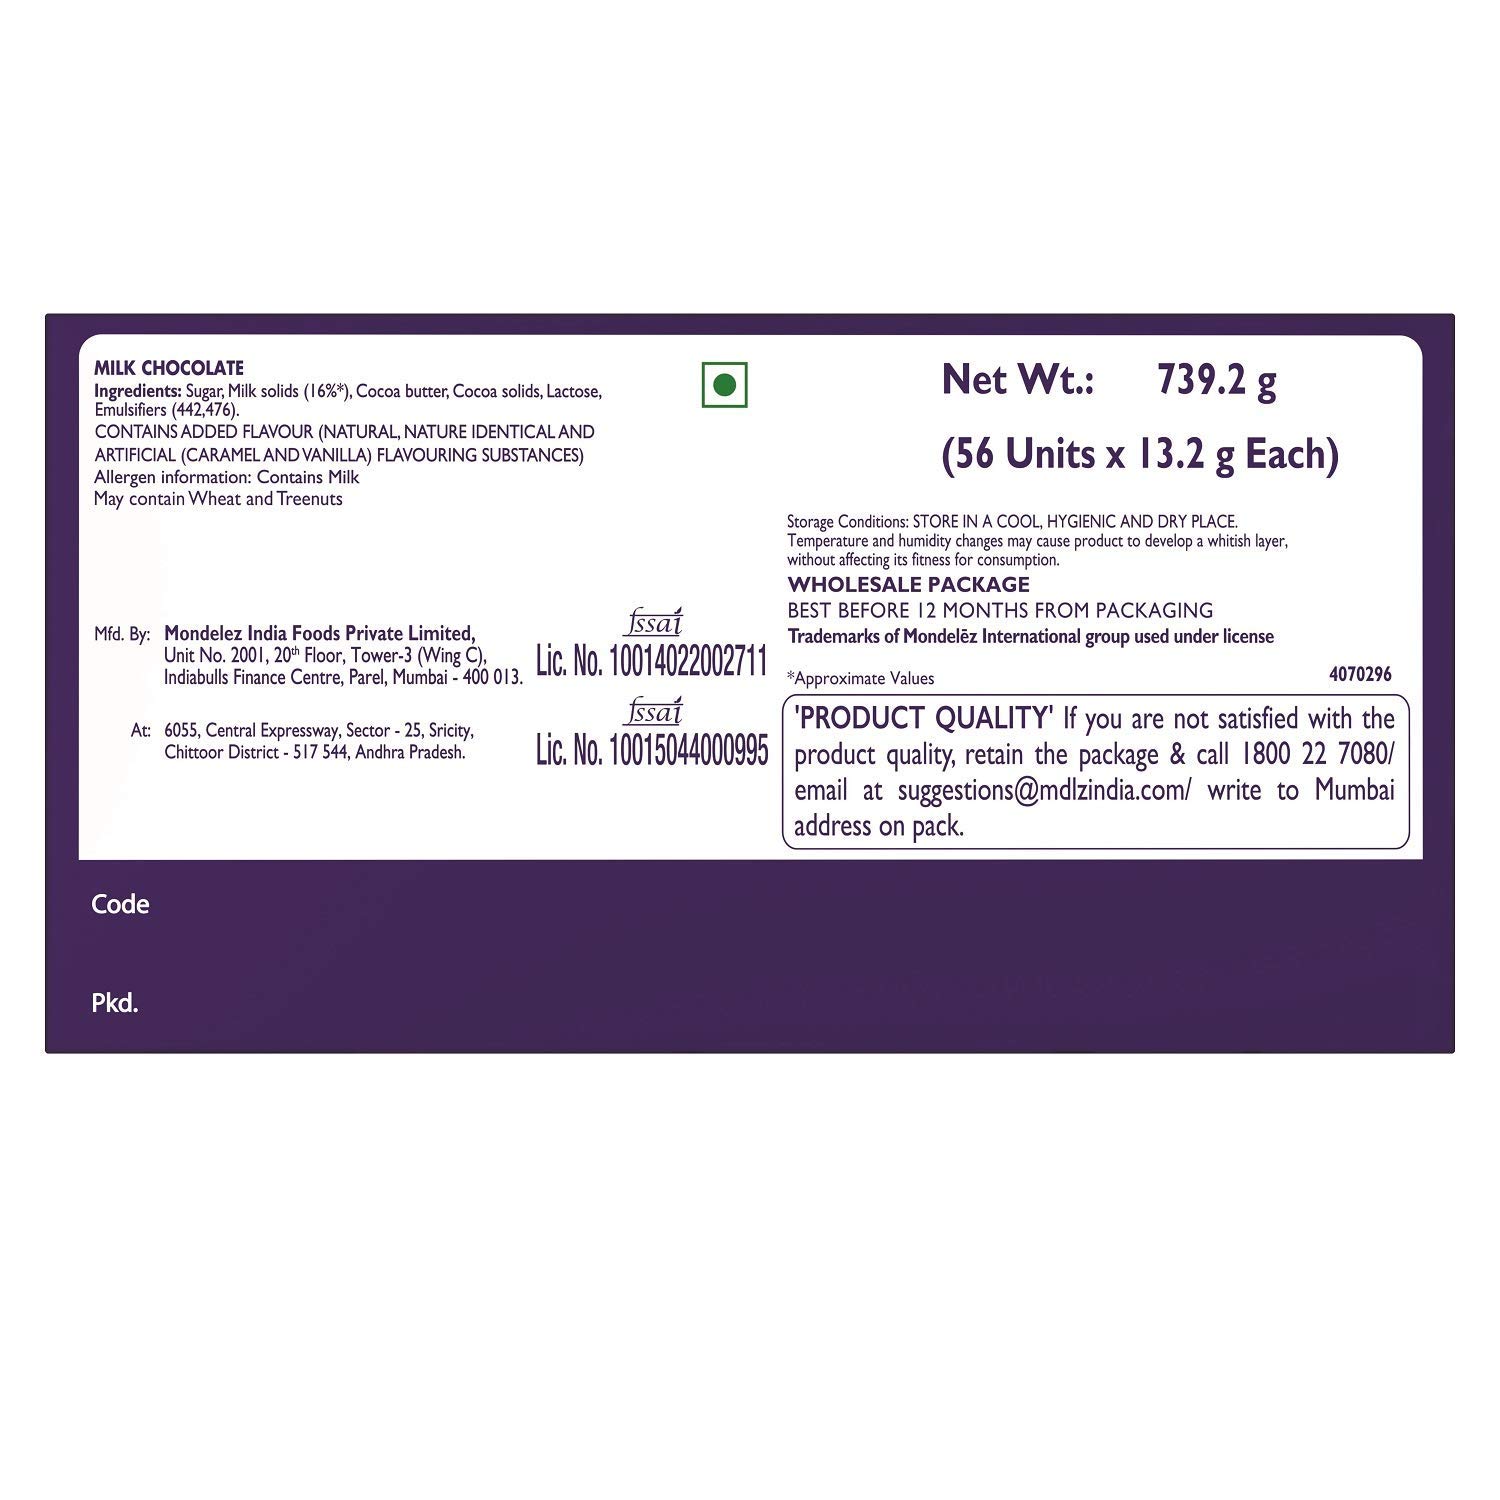 MILK CHOCOLATE
Ingredients: Sugar, Milk solids (16%*), Cocoa butter, Cocoa solids, Lactose,
Emulsifiers (442,476).
CONTAINS ADDED FLAVOUR (NATURAL, NATURE IDENTICAL AND
ARTIFICIAL (CARAMEL AND VANILLA) FLAVOURING SUBSTANCES)
Allergen information: Contains Milk
May contain Wheat and Treenuts
Mfd. By: Mondelez India Foods Private Limited,
Unit No. 2001, 20th Floor, Tower-3 (Wing C),
Indiabulls Finance Centre, Parel, Mumbai - 400 013.
fssai
Lic. No. 10014022002711
At: 6055, Central Expressway, Sector - 25, Sricity,
Chittoor District - 517 544, Andhra Pradesh.
fssai
Lic. No. 10015044000995
Net Wt.: 739.2 g
(56 Units x 13.2 g Each)
Storage Conditions: STORE IN A COOL, HYGIENIC AND DRY PLACE.
Temperature and humidity changes may cause product to develop a whitish layer,
without affecting its fitness for consumption.
WHOLESALE PACKAGE
BEST BEFORE 12 MONTHS FROM PACKAGING
Trademarks of Mondelēz International group used under license
*Approximate Values
4070296
'PRODUCT QUALITY' If you are not satisfied with the
product quality, retain the package & call 1800 22 7080/
email at suggestions@mdlzindia.com/ write to Mumbai
address on pack.
Code
Pkd.